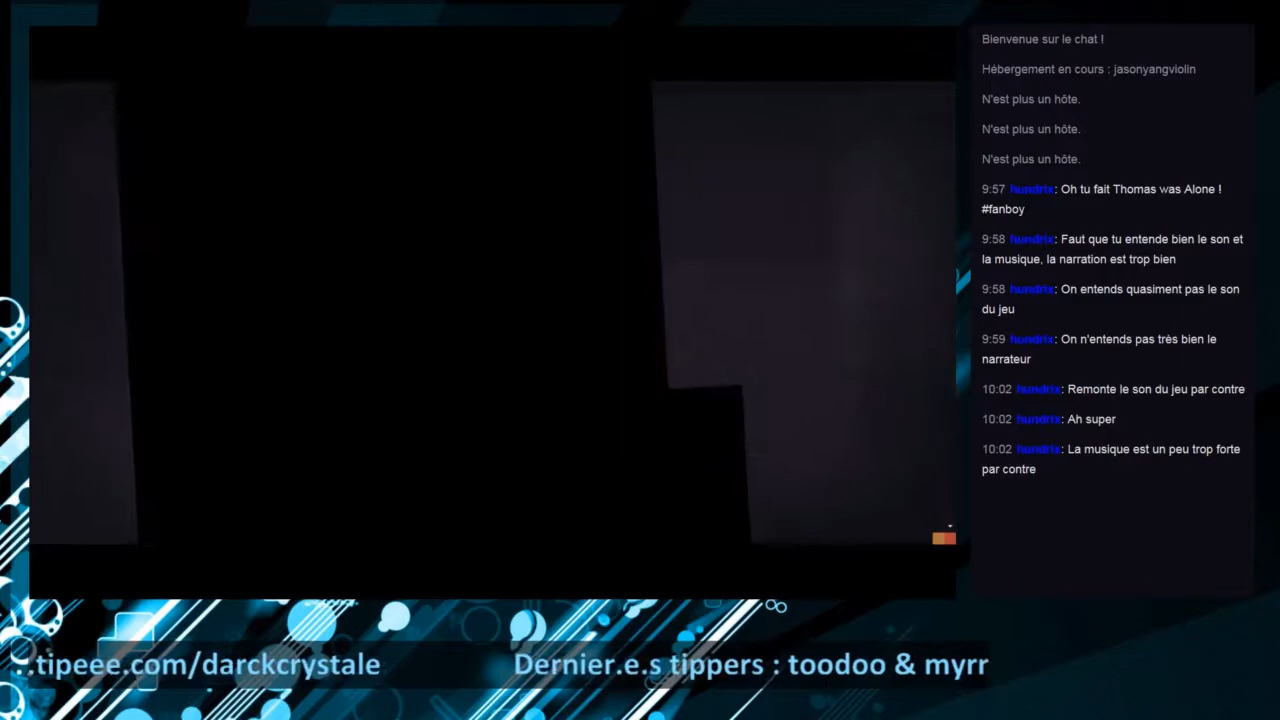 Bienvenue sur le chat !
Hébergement en cours : jasonyangviolin
N'est plus un hôte.
N'est plus un hôte.
N'est plus un hôte.
9:57 hundrix: Oh tu fait Thomas was Alone !
#fanboy
9:58 hundrix: Faut que tu entende bien le son et
la musique, la narration est trop bien
9:58 hundrix: On entends quasiment pas le son
du jeu
9:59 hundrix: On n'entends pas très bien le
narrateur
10:02 hundrix: Remonte le son du jeu par contre
10:02 hundrix: Ah super
10:02 hundrix: La musique est un peu trop forte
par contre
.tipeee.com/darckcrystale Dernier.e.s tippers : toodoo & myrr